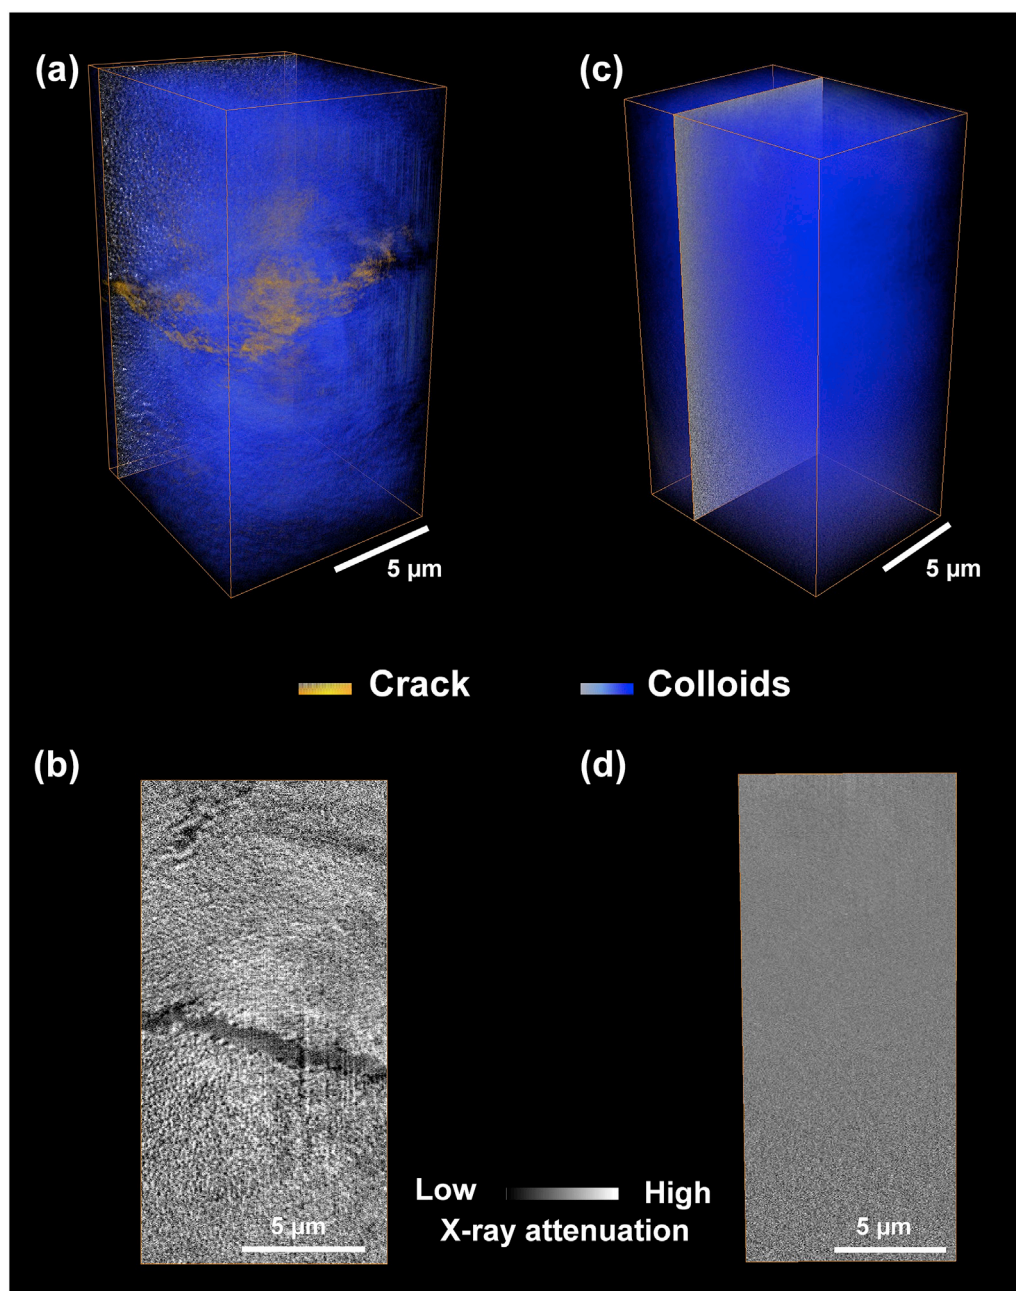 (a)
(c)
5 µm
5 µm
Crack
Colloids
(b)
(d)
Low
High
X-ray attenuation
5 µm
5 µm